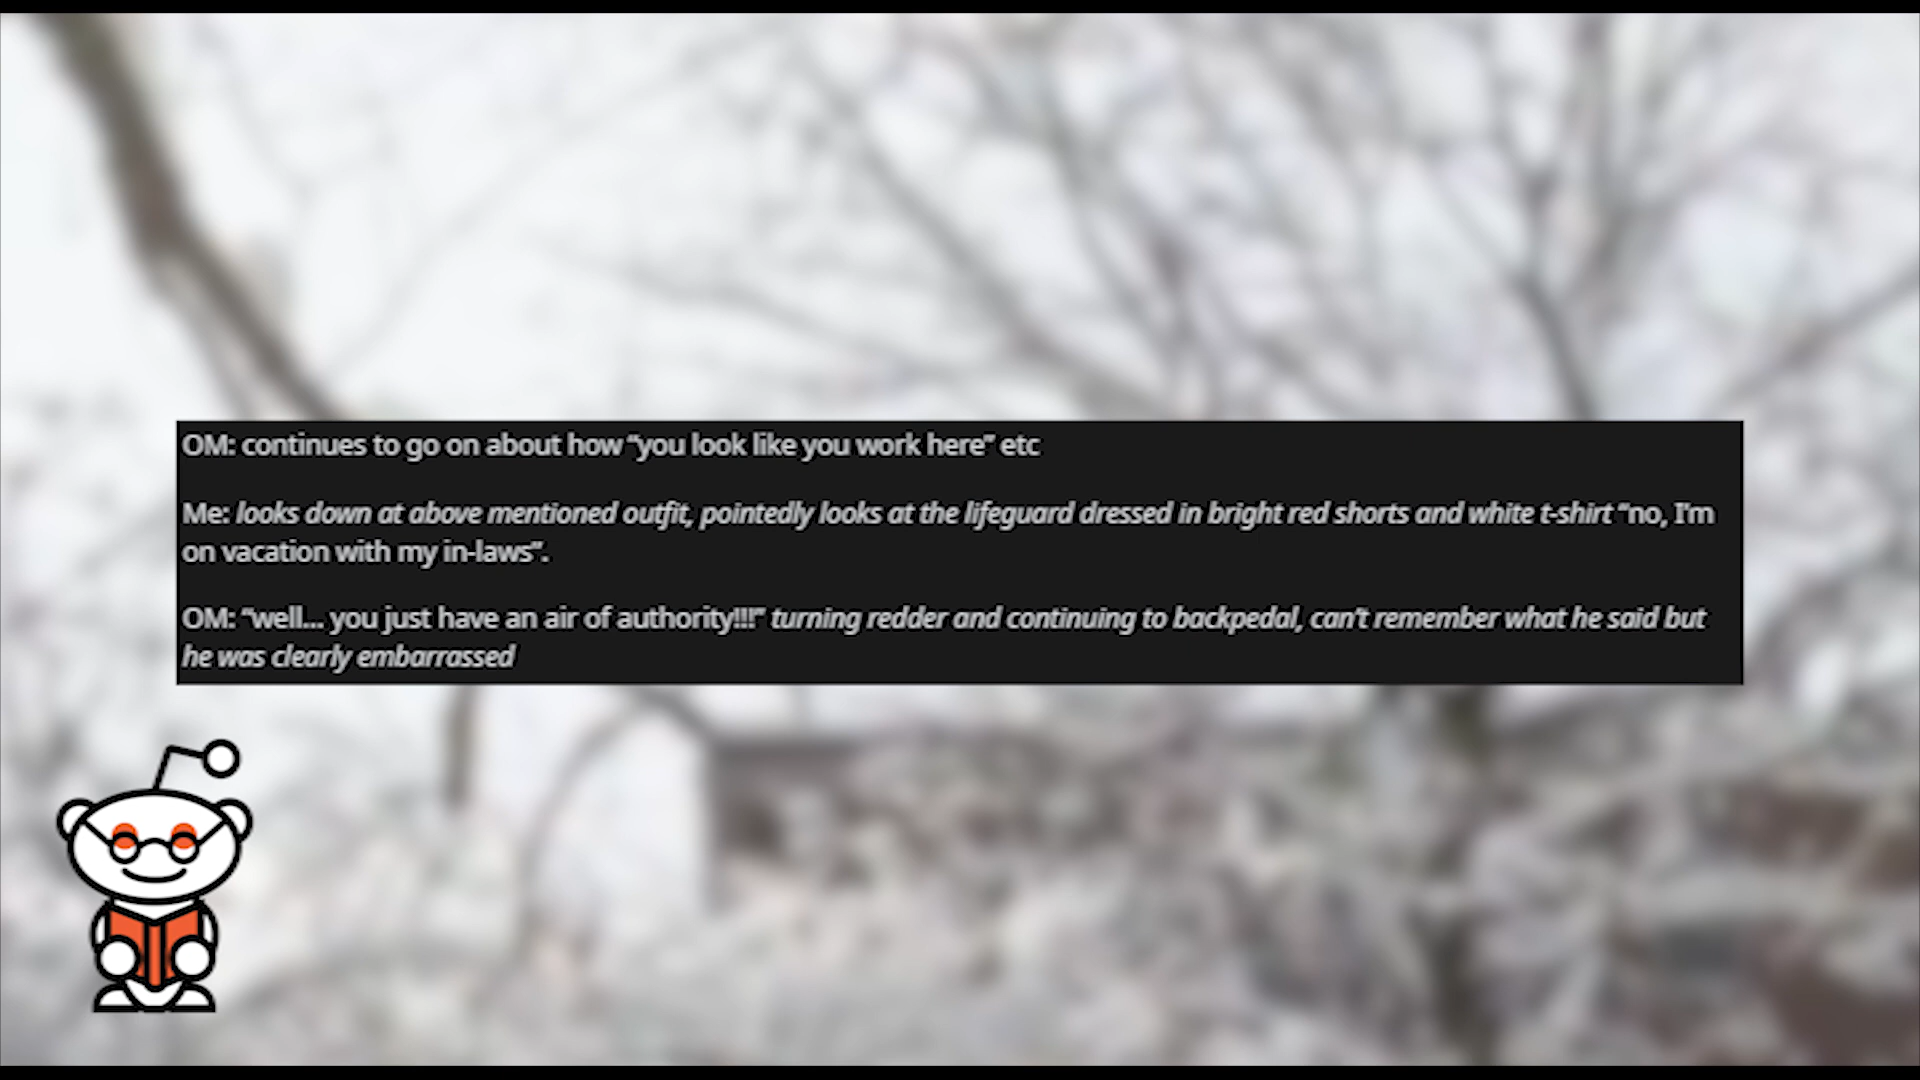 OM: continues to go on about how “you look like you work here” etc
Me: looks down at above mentioned outfit, pointedly looks at the lifeguard dressed in bright red shorts and white t-shirt “no, I’m
on vacation with my in-laws”.
OM: “well... you just have an air of authority!!!” turning redder and continuing to backpedal, can’t remember what he said but
he was clearly embarrassed